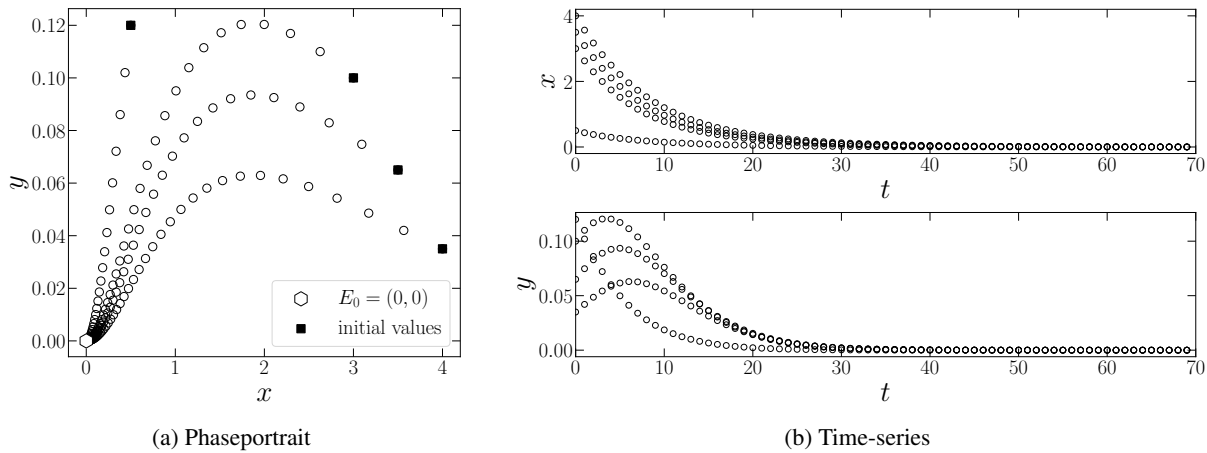 0.12
0.10
0.08
0.06
0.04
0.02
0.00
y
0 1 2 3 4
x
E_0 = (0, 0)
initial values
(a) Phaseportrait
4
2
0
x
0 10 20 30 40 50 60 70
t
0.10
0.05
0.00
y
0 10 20 30 40 50 60 70
t
(b) Time-series